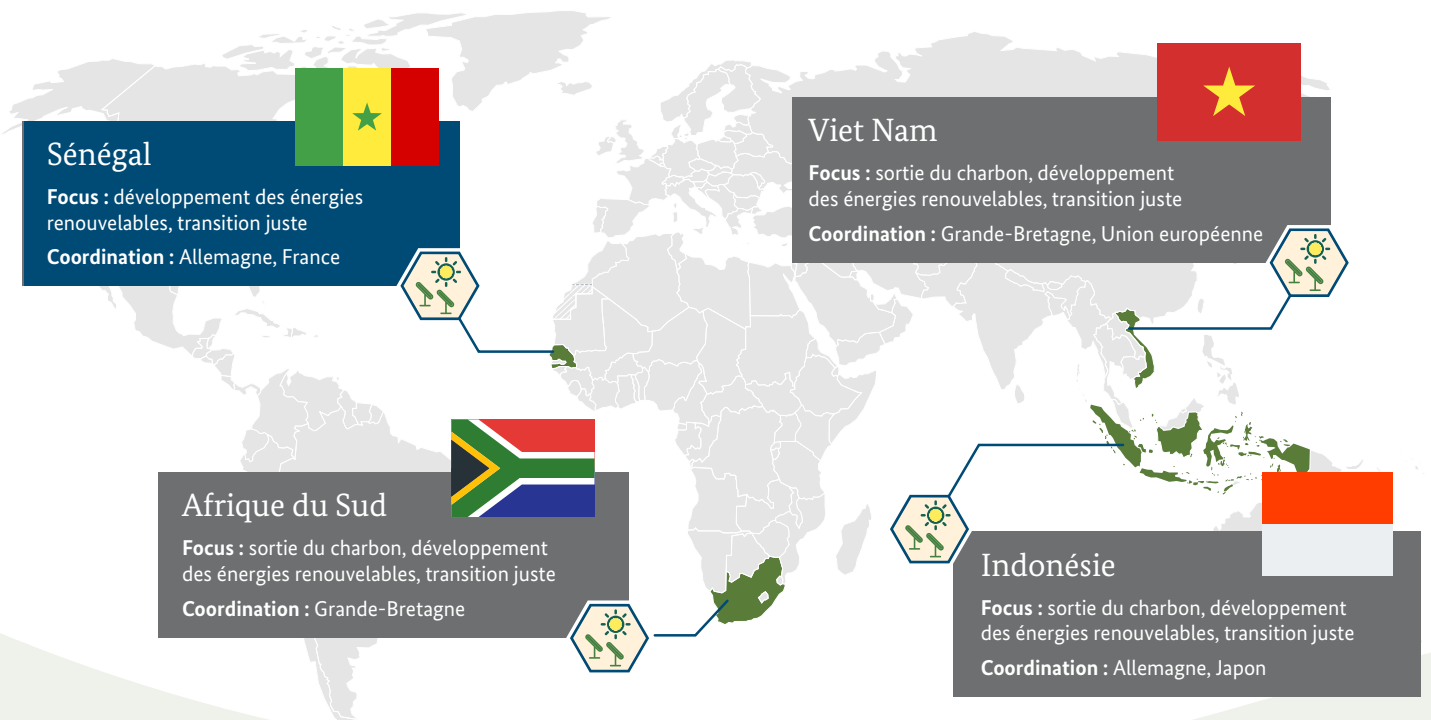 Sénégal
Focus : développement des énergies
renouvelables, transition juste
Coordination : Allemagne, France
Viet Nam
Focus : sortie du charbon, développement
des énergies renouvelables, transition juste
Coordination : Grande-Bretagne, Union européenne
Afrique du Sud
Focus : sortie du charbon, développement
des énergies renouvelables, transition juste
Coordination : Grande-Bretagne
Indonésie
Focus : sortie du charbon, développement
des énergies renouvelables, transition juste
Coordination : Allemagne, Japon